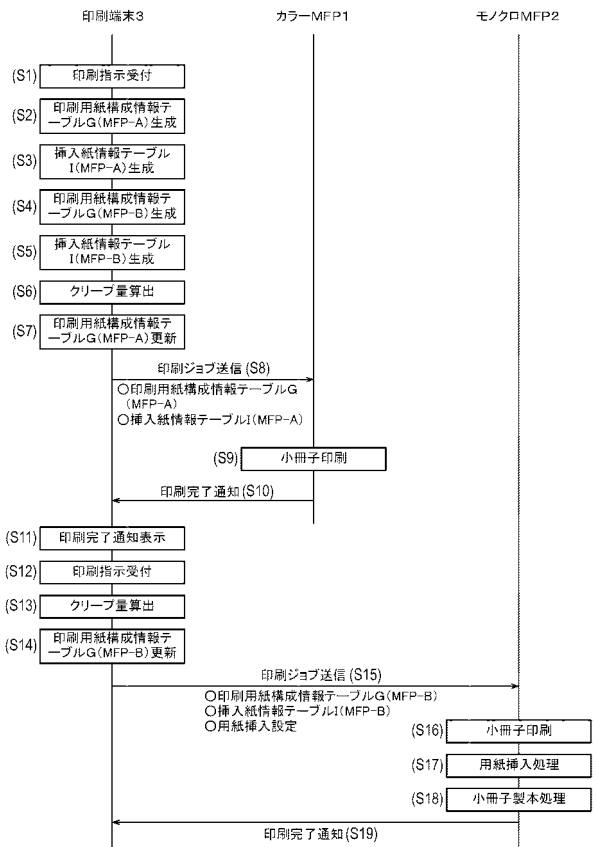 印刷端末3
カラーMFP1
モノクロMFP2
(S1)
印刷指示受付
(S2)
印刷用紙構成情報テ
ーブルG(MFP-A)生成
(S3)
挿入紙情報テーブル
I(MFP-A)生成
(S4)
印刷用紙構成情報テ
ーブルG(MFP-B)生成
(S5)
挿入紙情報テーブル
I(MFP-B)生成
(S6)
クリープ量算出
(S7)
印刷用紙構成情報テ
ーブルG(MFP-A)更新
印刷ジョブ送信(S8)
○印刷用紙構成情報テーブルG
(MFP-A)
○挿入紙情報テーブルI(MFP-A)
(S9)
小冊子印刷
印刷完了通知(S10)
(S11)
印刷完了通知表示
(S12)
印刷指示受付
(S13)
クリープ量算出
(S14)
印刷用紙構成情報テ
ーブルG(MFP-B)更新
印刷ジョブ送信(S15)
○印刷用紙構成情報テーブルG(MFP-B)
○挿入紙情報テーブルI(MFP-B)
○用紙挿入設定
(S16)
小冊子印刷
(S17)
用紙挿入処理
(S18)
小冊子製本処理
印刷完了通知(S19)